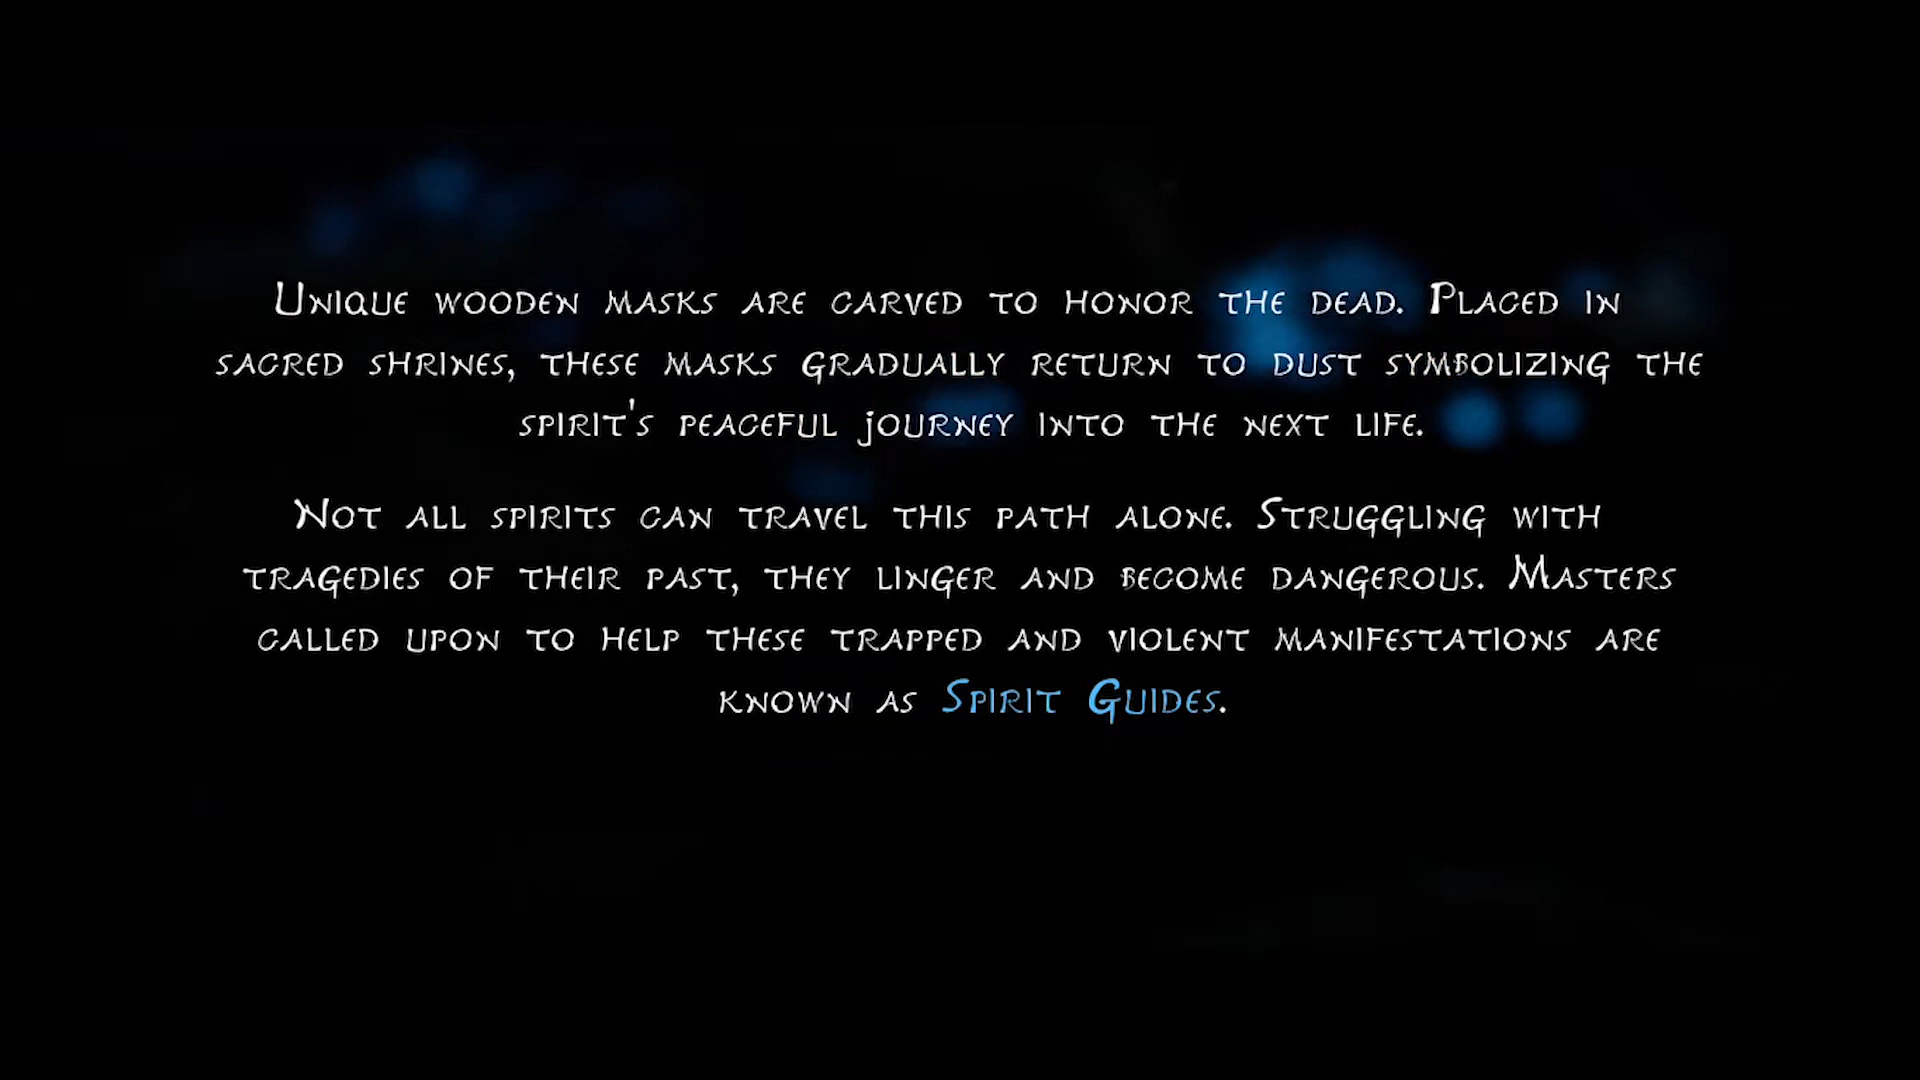 Unique wooden masks are carved to honor the dead. Placed in
sacred shrines, these masks gradually return to dust symbolizing the
spirit's peaceful journey into the next life.
Not all spirits can travel this path alone. Struggling with
tragedies of their past, they linger and become dangerous. Masters
called upon to help these trapped and violent manifestations are
known as Spirit Guides.